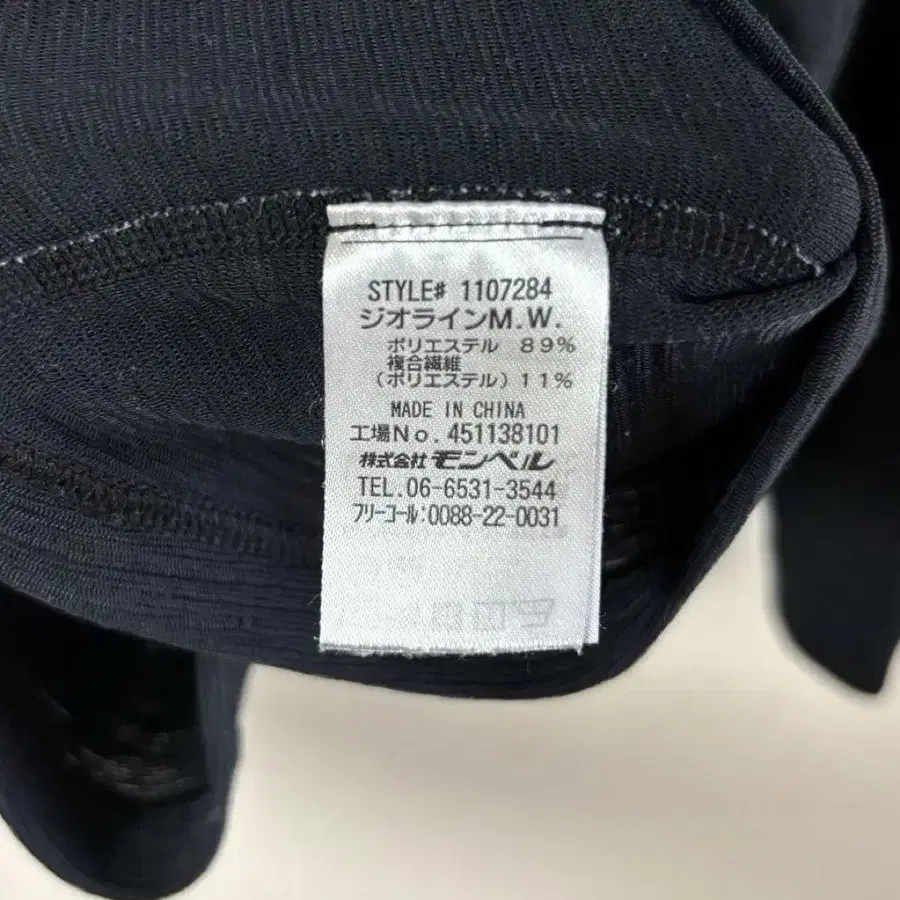 STYLE# 1107284
ジオラインM.W.
ポリエステル 89%
複合繊維
(ポリエステル) 11%
MADE IN CHINA
工場No.451138101
株式会社モンベル
TEL.06-6531-3544
フリーコール:0088-22-0031